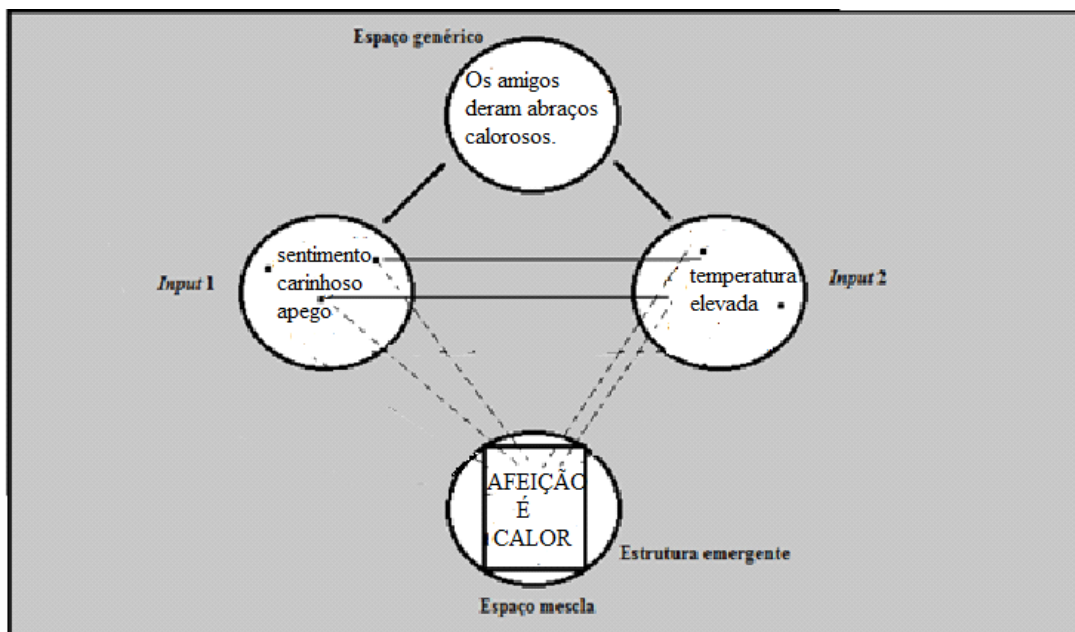 Espaço genérico
Os amigos
deram abraços
calorosos.
Input 1
sentimento
carinhoso
apego
temperatura
elevada
Input 2
AFEIÇÃO
É
CALOR
Estrutura emergente
Espaço mescla